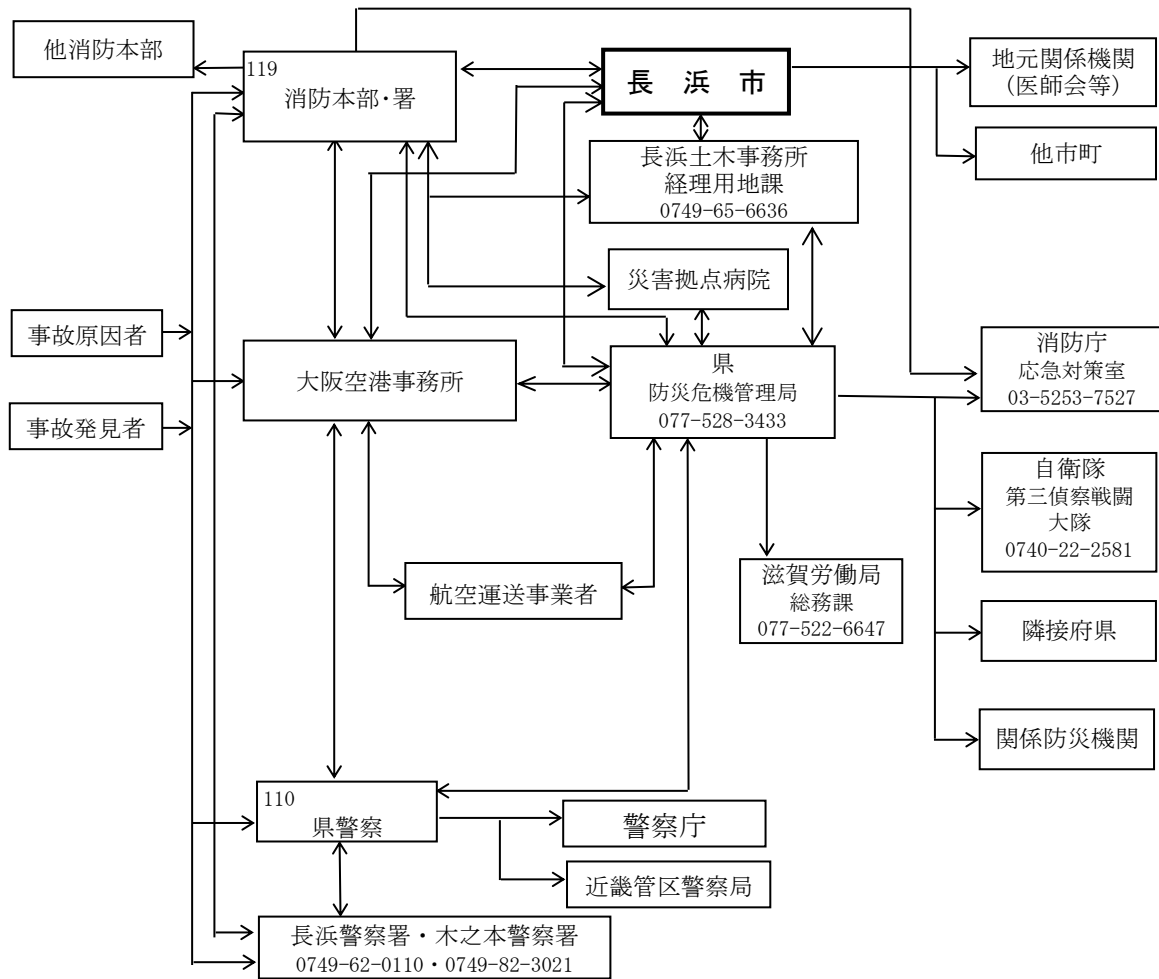 他消防本部
119
消防本部・署
長 浜 市
地元関係機関
(医師会等)
他市町
長浜土木事務所
経理用地課
0749-65-6636
災害拠点病院
事故原因者
事故発見者
大阪空港事務所
県
防災危機管理局
077-528-3433
消防庁
応急対策室
03-5253-7527
自衛隊
第三偵察戦闘
大隊
0740-22-2581
航空運送事業者
滋賀労働局
総務課
077-522-6647
隣接府県
関係防災機関
110
県警察
警察庁
近畿管区警察局
長浜警察署・木之本警察署
0749-62-0110・0749-82-3021